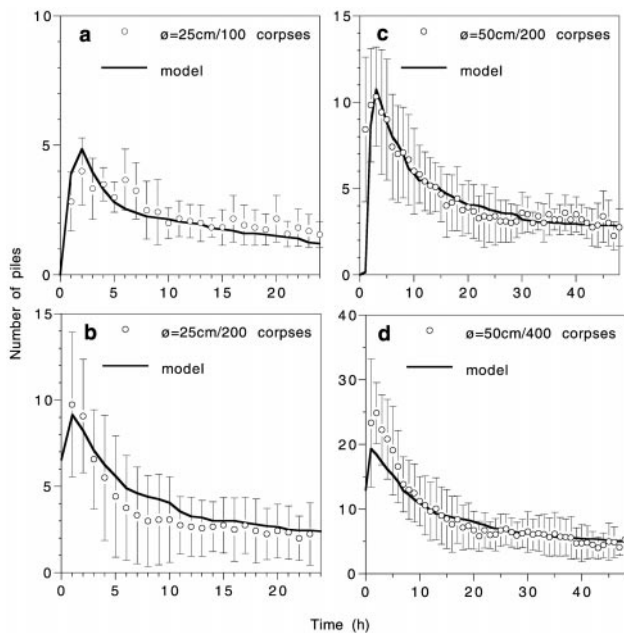 a
ø=25cm/100 corpses
model
10
5
0
0 5 10 15 20
c
ø=50cm/200 corpses
model
15
10
5
0
0 10 20 30 40
Number of piles
b
ø=25cm/200 corpses
model
15
10
5
0
0 5 10 15 20
d
ø=50cm/400 corpses
model
40
30
20
10
0
0 10 20 30 40
Time (h)